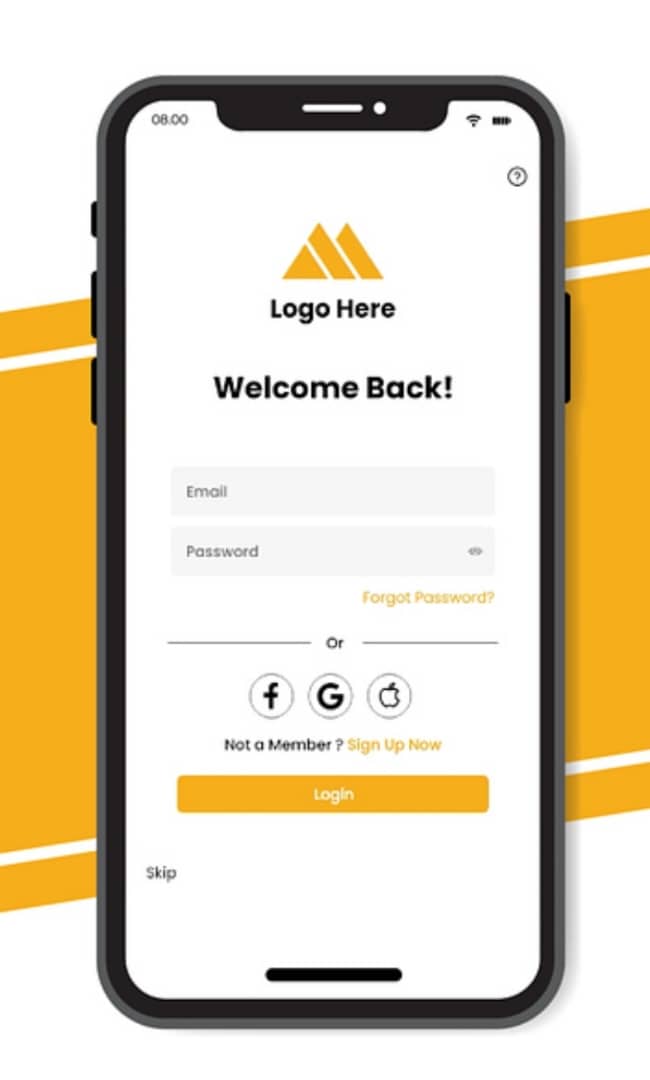 08.00
Logo Here
Welcome Back!
Email
Password
Forgot Password?
Or
Not a Member ? Sign Up Now
Login
Skip